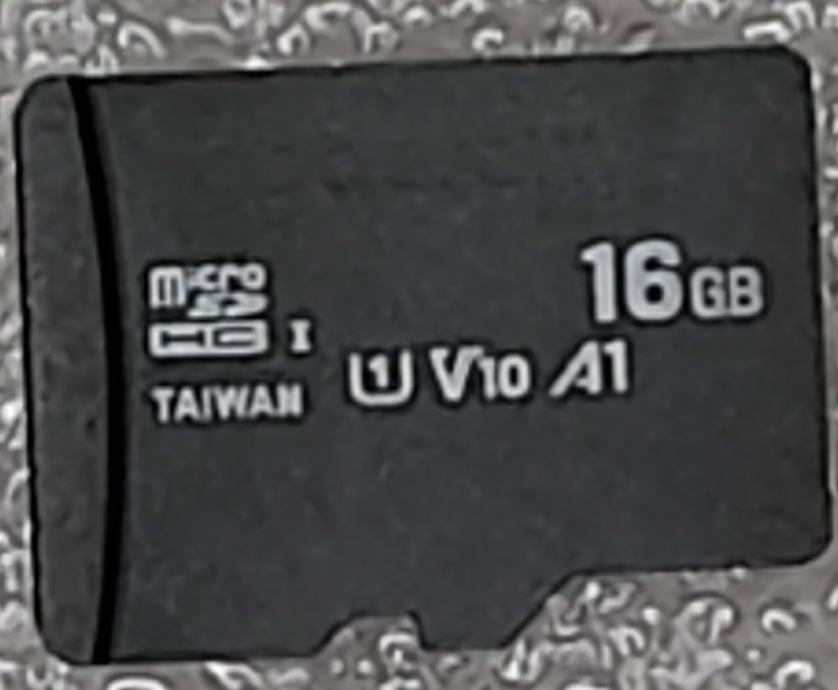 16GB
micro
SD
HC I
U1 V10 A1
TAIWAN